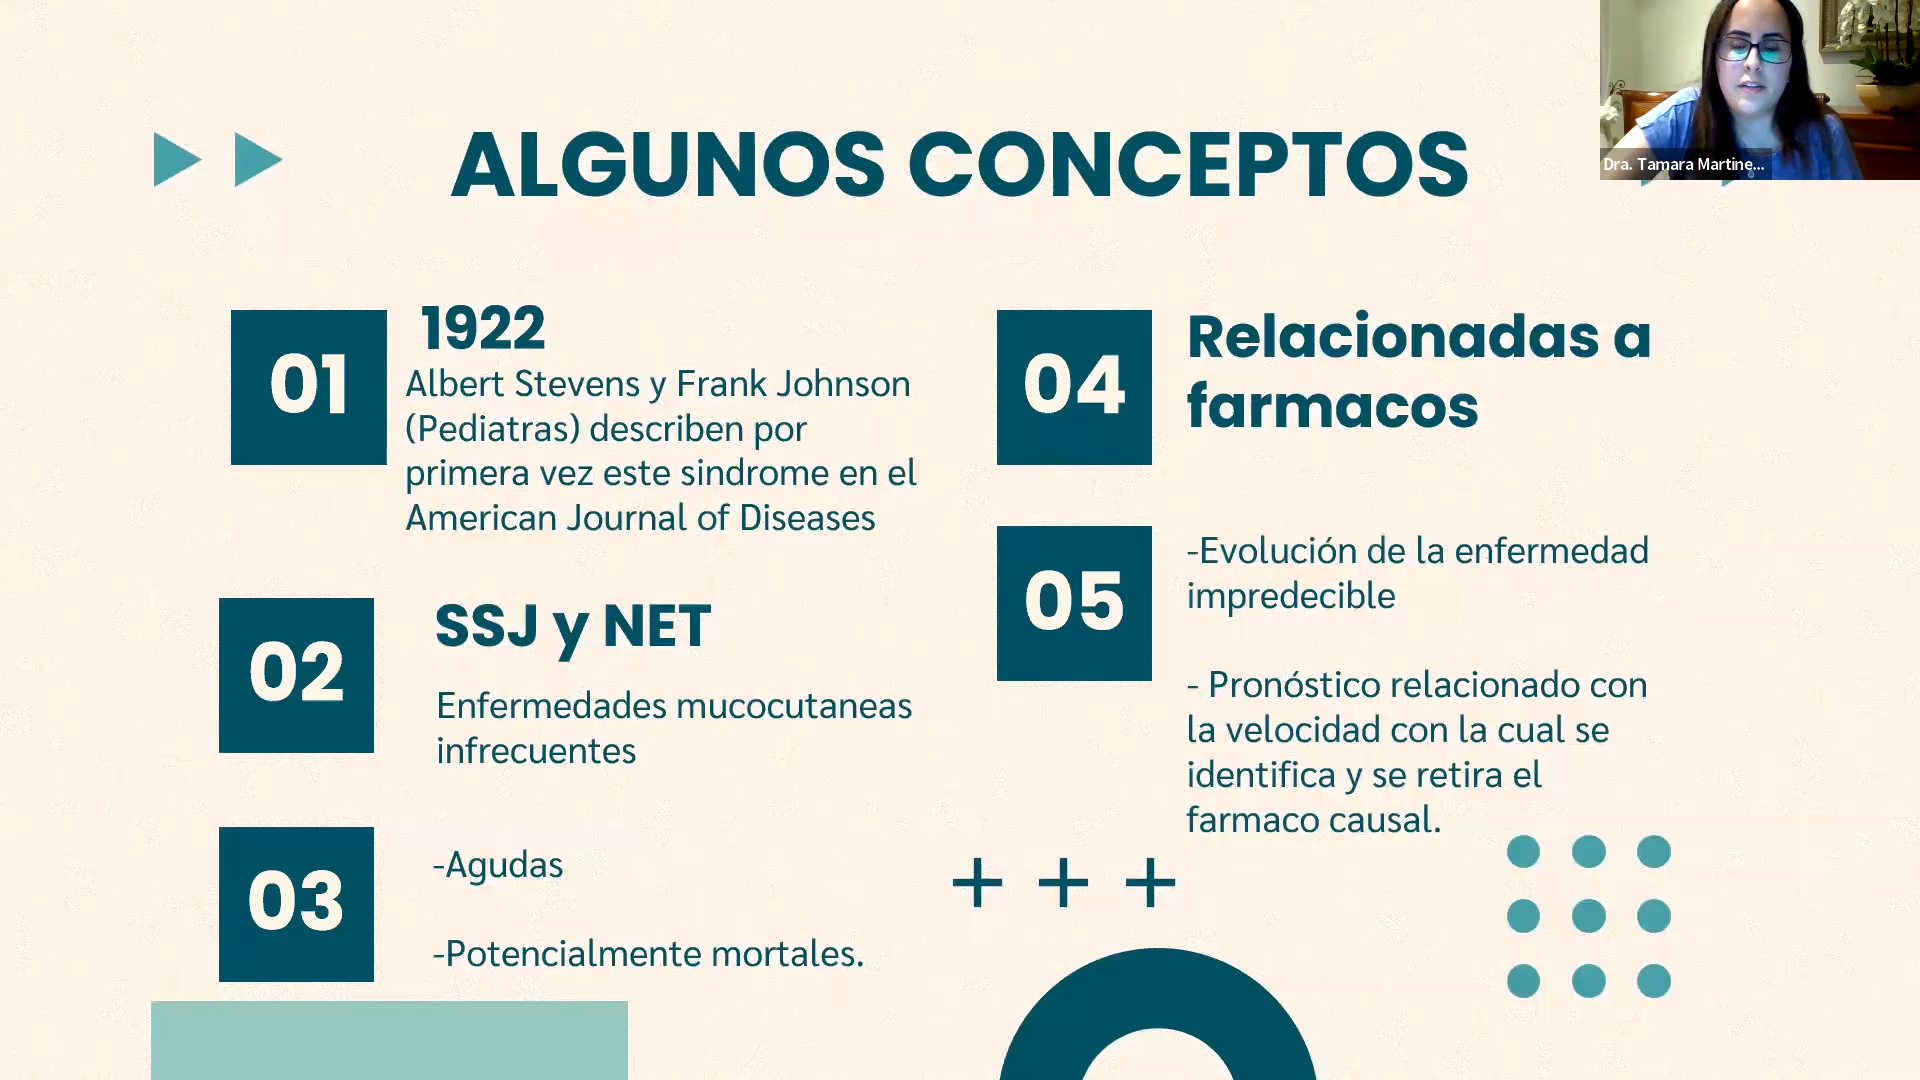 Dra. Tamara Martine...
ALGUNOS CONCEPTOS
01
1922
Albert Stevens y Frank Johnson
(Pediatras) describen por
primera vez este sindrome en el
American Journal of Diseases
02
SSJ y NET
Enfermedades mucocutaneas
infrecuentes
03
-Agudas
-Potencialmente mortales.
04
Relacionadas a
farmacos
05
-Evolución de la enfermedad
impredecible
- Pronóstico relacionado con
la velocidad con la cual se
identifica y se retira el
farmaco causal.